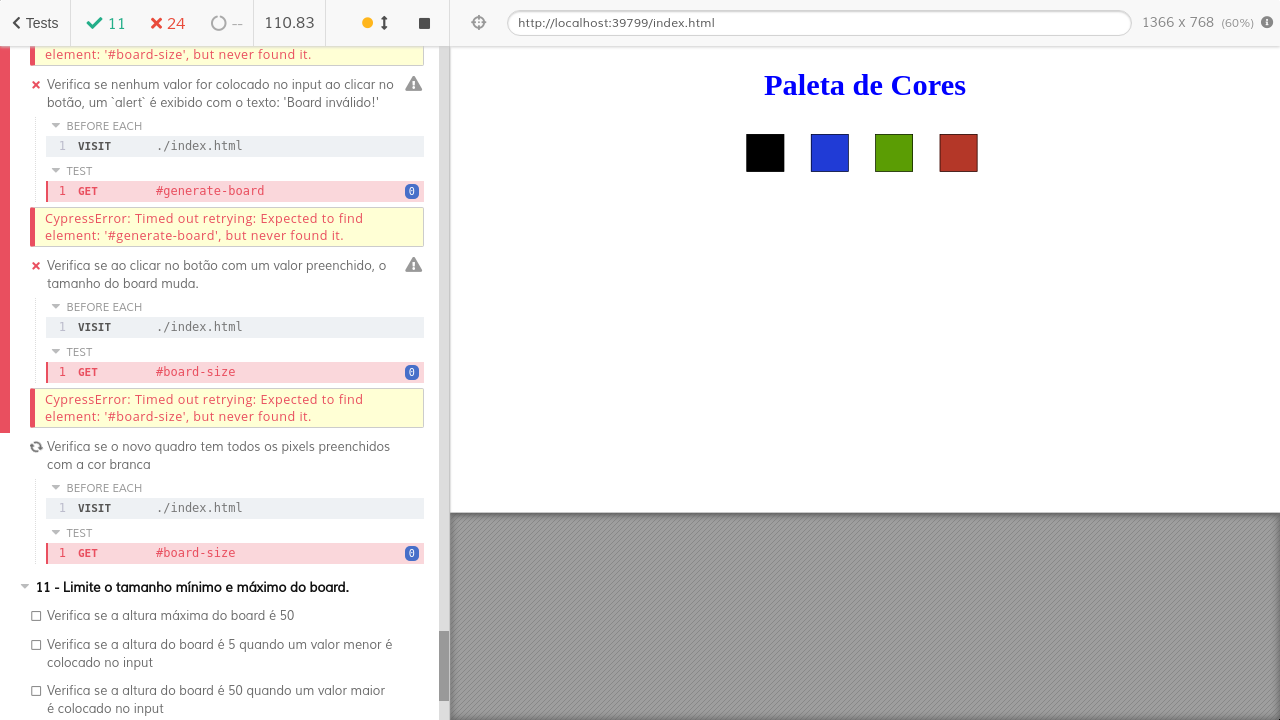 Tests
11
24
--
110.83
http://localhost:39799/index.html
1366 x 768 (60%)
element: '#board-size', but never found it.
Verifica se nenhum valor for colocado no input ao clicar no
botão, um `alert` é exibido com o texto: 'Board inválido!'
BEFORE EACH
1 VISIT ./index.html
TEST
1 GET #generate-board 0
CypressError: Timed out retrying: Expected to find
element: '#generate-board', but never found it.
Verifica se ao clicar no botão com um valor preenchido, o
tamanho do board muda.
BEFORE EACH
1 VISIT ./index.html
TEST
1 GET #board-size 0
CypressError: Timed out retrying: Expected to find
element: '#board-size', but never found it.
Verifica se o novo quadro tem todos os pixels preenchidos
com a cor branca
BEFORE EACH
1 VISIT ./index.html
TEST
1 GET #board-size 0
11 - Limite o tamanho mínimo e máximo do board.
Verifica se a altura máxima do board é 50
Verifica se a altura do board é 5 quando um valor menor é
colocado no input
Verifica se a altura do board é 50 quando um valor maior
é colocado no input
Paleta de Cores